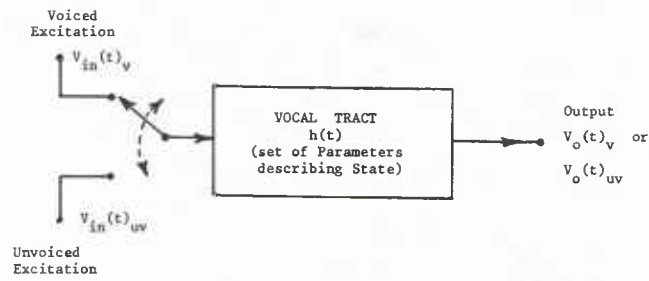 Voiced
Excitation
V_in(t)_v
VOCAL TRACT
h(t)
(set of Parameters
describing State)
Output
V_o(t)_v or
V_o(t)_uv
V_in(t)_uv
Unvoiced
Excitation